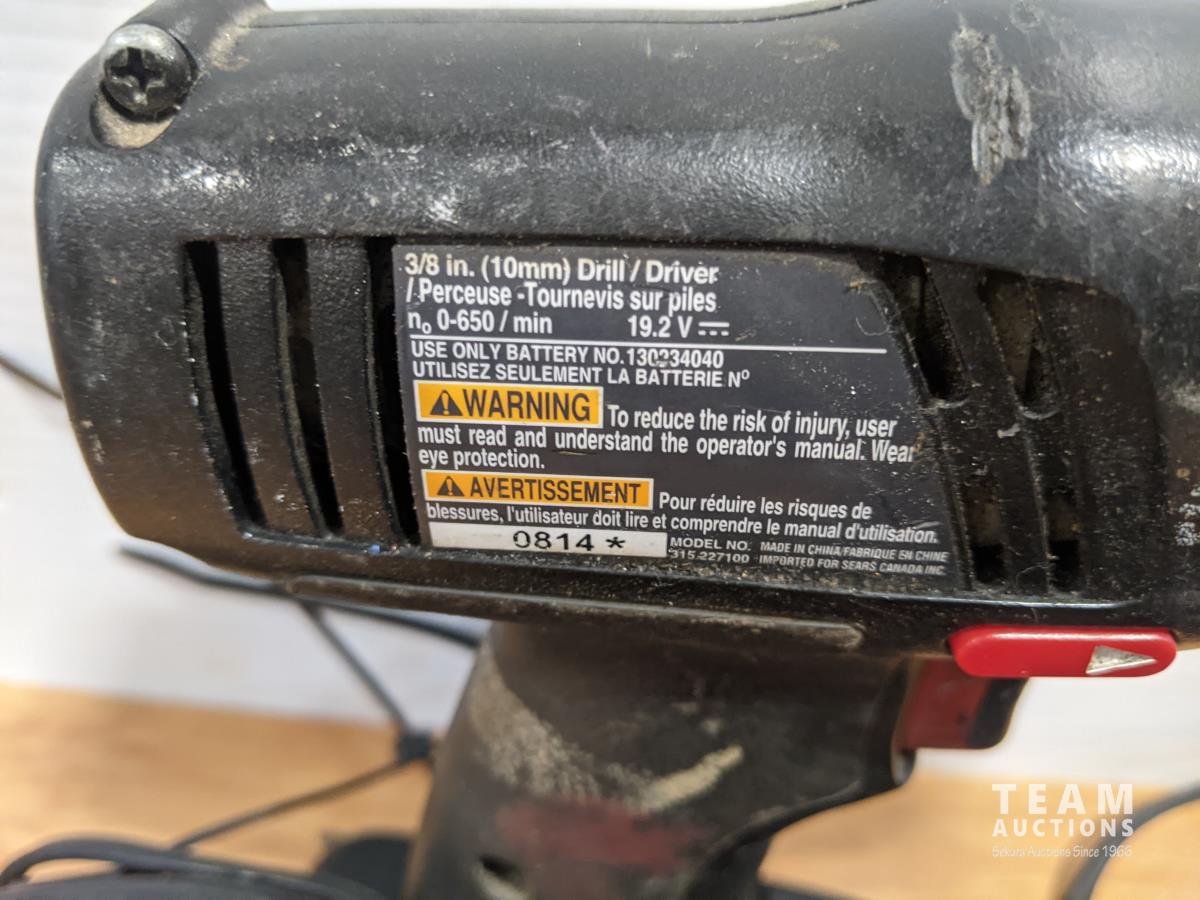 3/8 in. (10mm) Drill / Driver
/ Perceuse -Tournevis sur piles
n₀ 0-650 / min 19.2 V ⎓
USE ONLY BATTERY NO.130234040
UTILISEZ SEULEMENT LA BATTERIE Nº
⚠WARNING To reduce the risk of injury, user
must read and understand the operator's manual. Wear
eye protection.
⚠AVERTISSEMENT Pour réduire les risques de
blessures, l'utilisateur doit lire et comprendre le manual d'utilisation.
0814 *
MODEL NO. MADE IN CHINA/FABRIQUE EN CHINE
315.227100 IMPORTED FOR SEARS CANADA INC.
TEAM
AUCTIONS
Sekura Auctions Since 1966